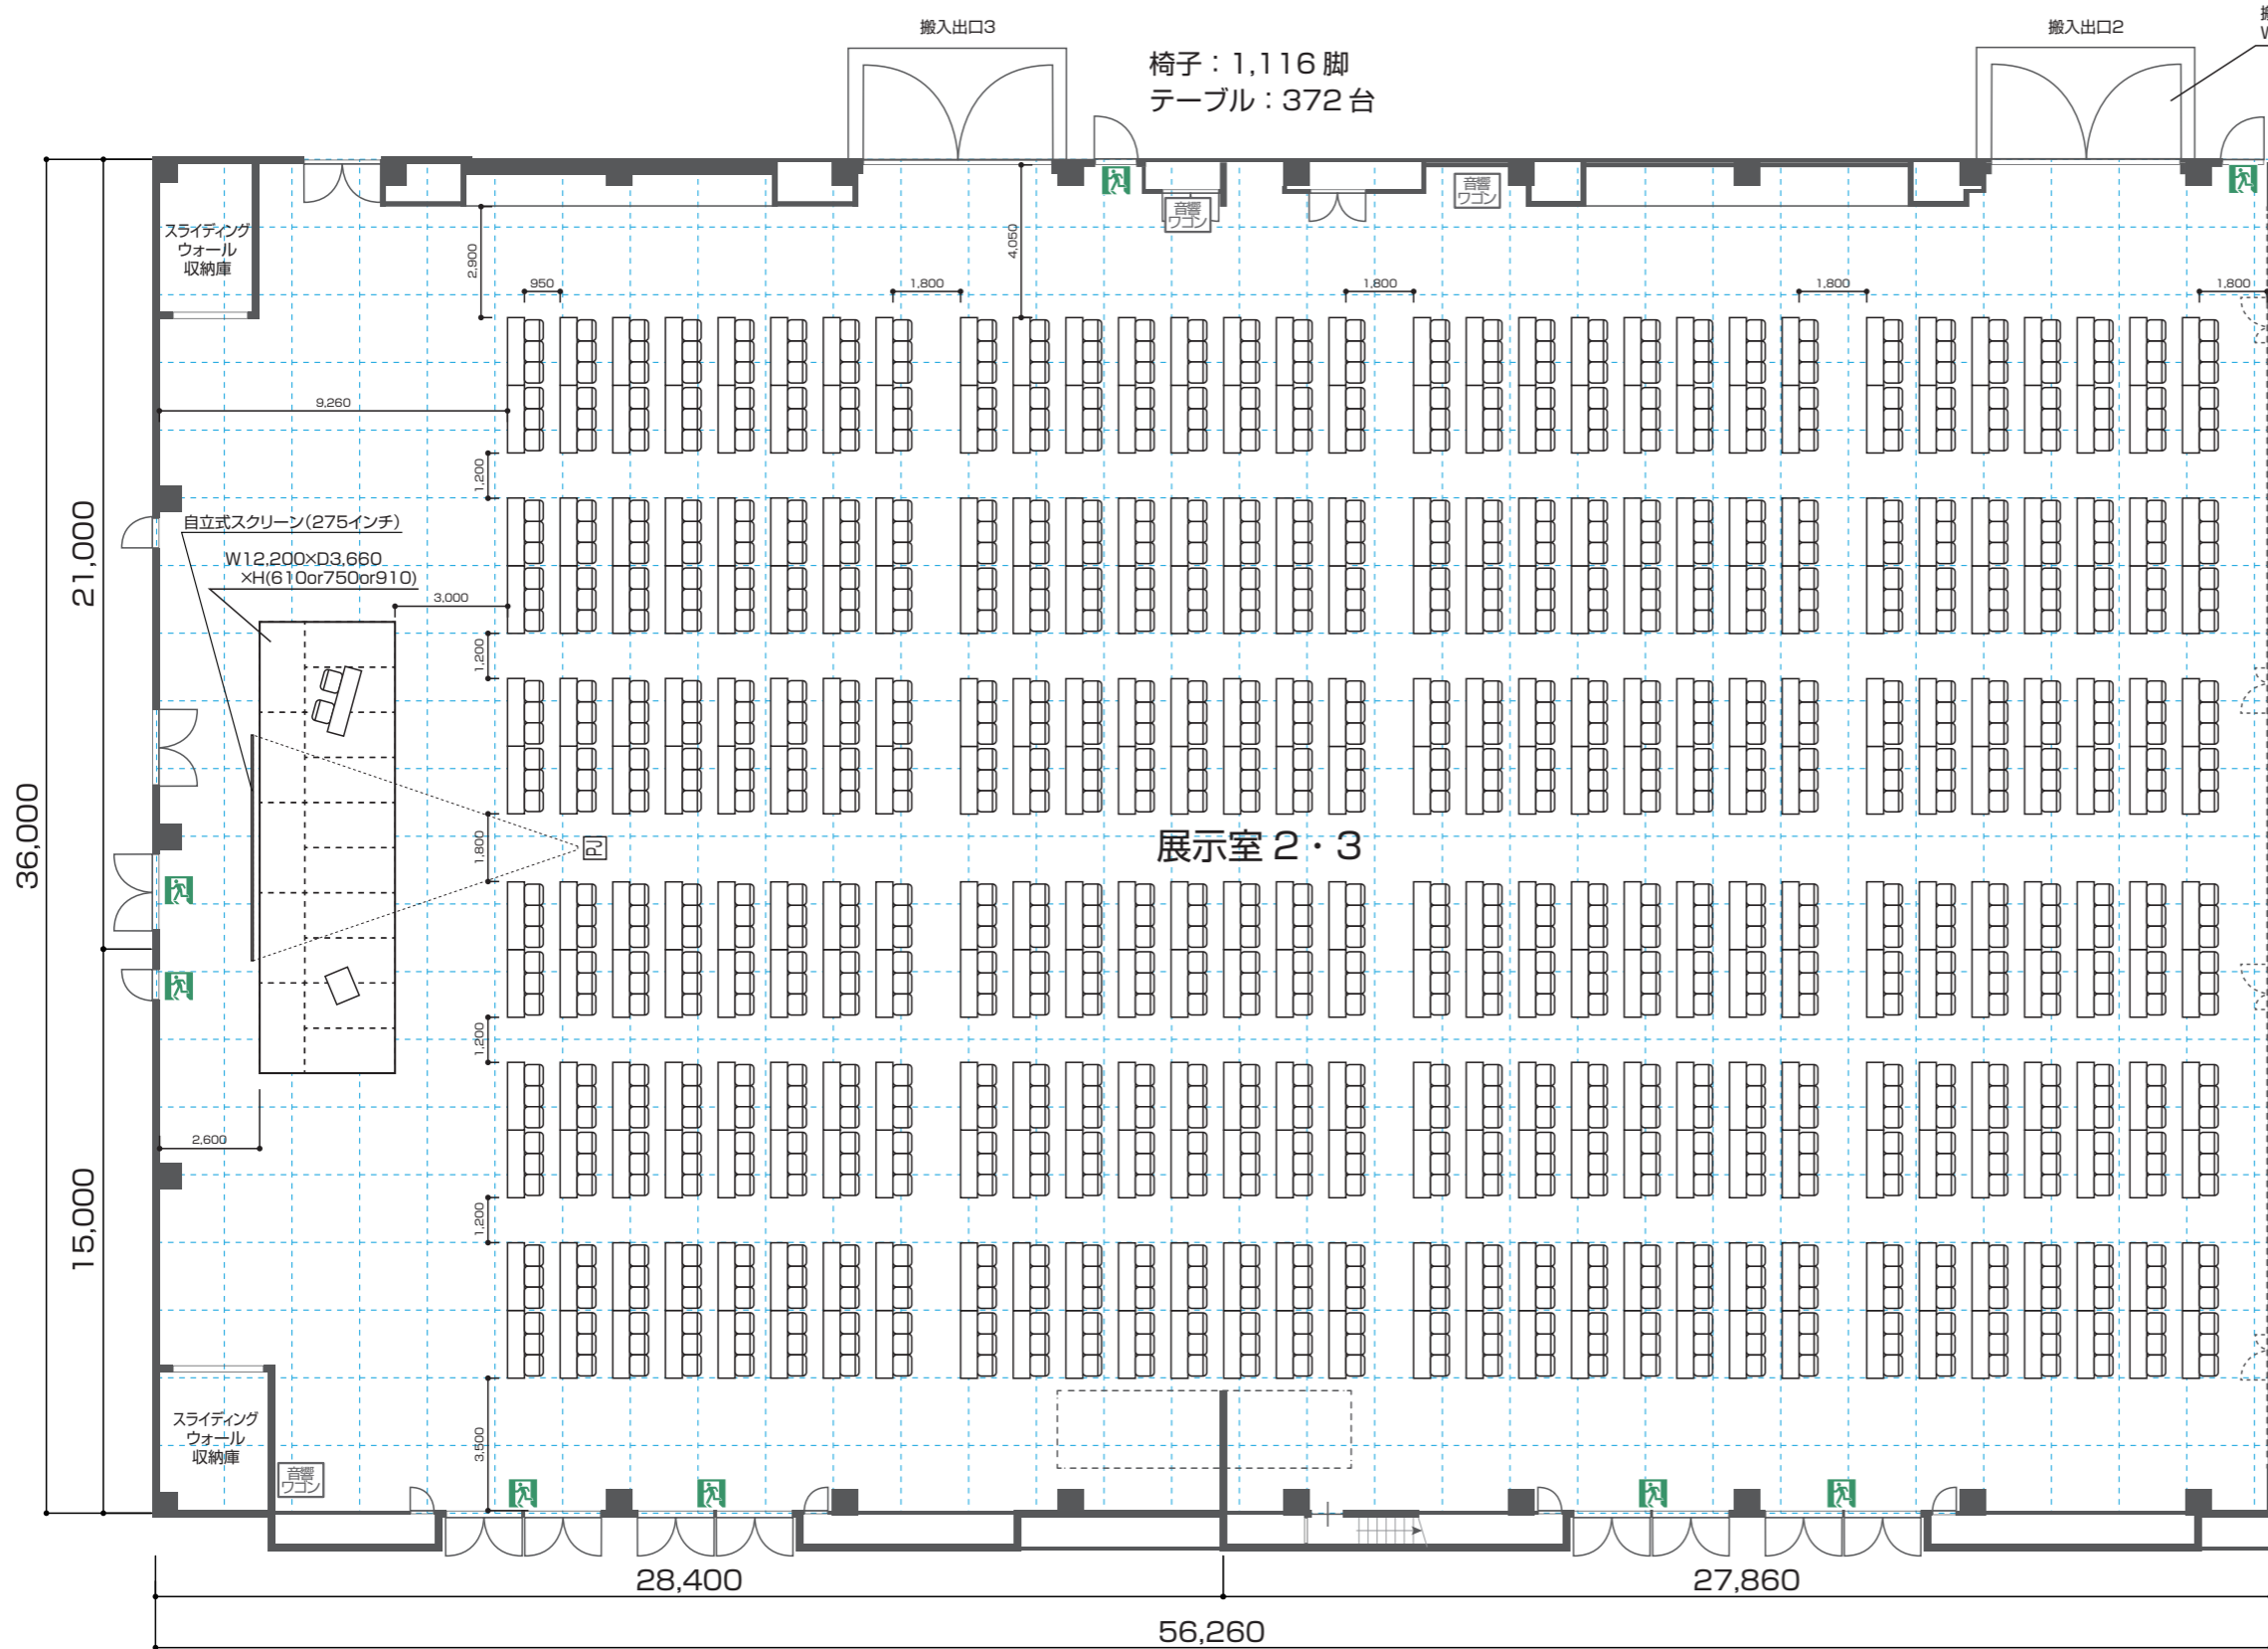 搬入出口3
搬入出口2
椅子：1,116 脚
テーブル：372 台
スライディング
ウォール
収納庫
音響
ワゴン
音響
ワゴン
2,900
4,050
950
1,800
1,800
1,800
1,800
9,260
1,200
21,000
自立式スクリーン(275インチ)
W12,200×D3,660
×H(610or750or910)
3,000
1,200
36,000
1,800
PJ
展示室 2・3
1,200
2,600
15,000
1,200
スライディング
ウォール
収納庫
3,500
音響
ワゴン
28,400
27,860
56,260